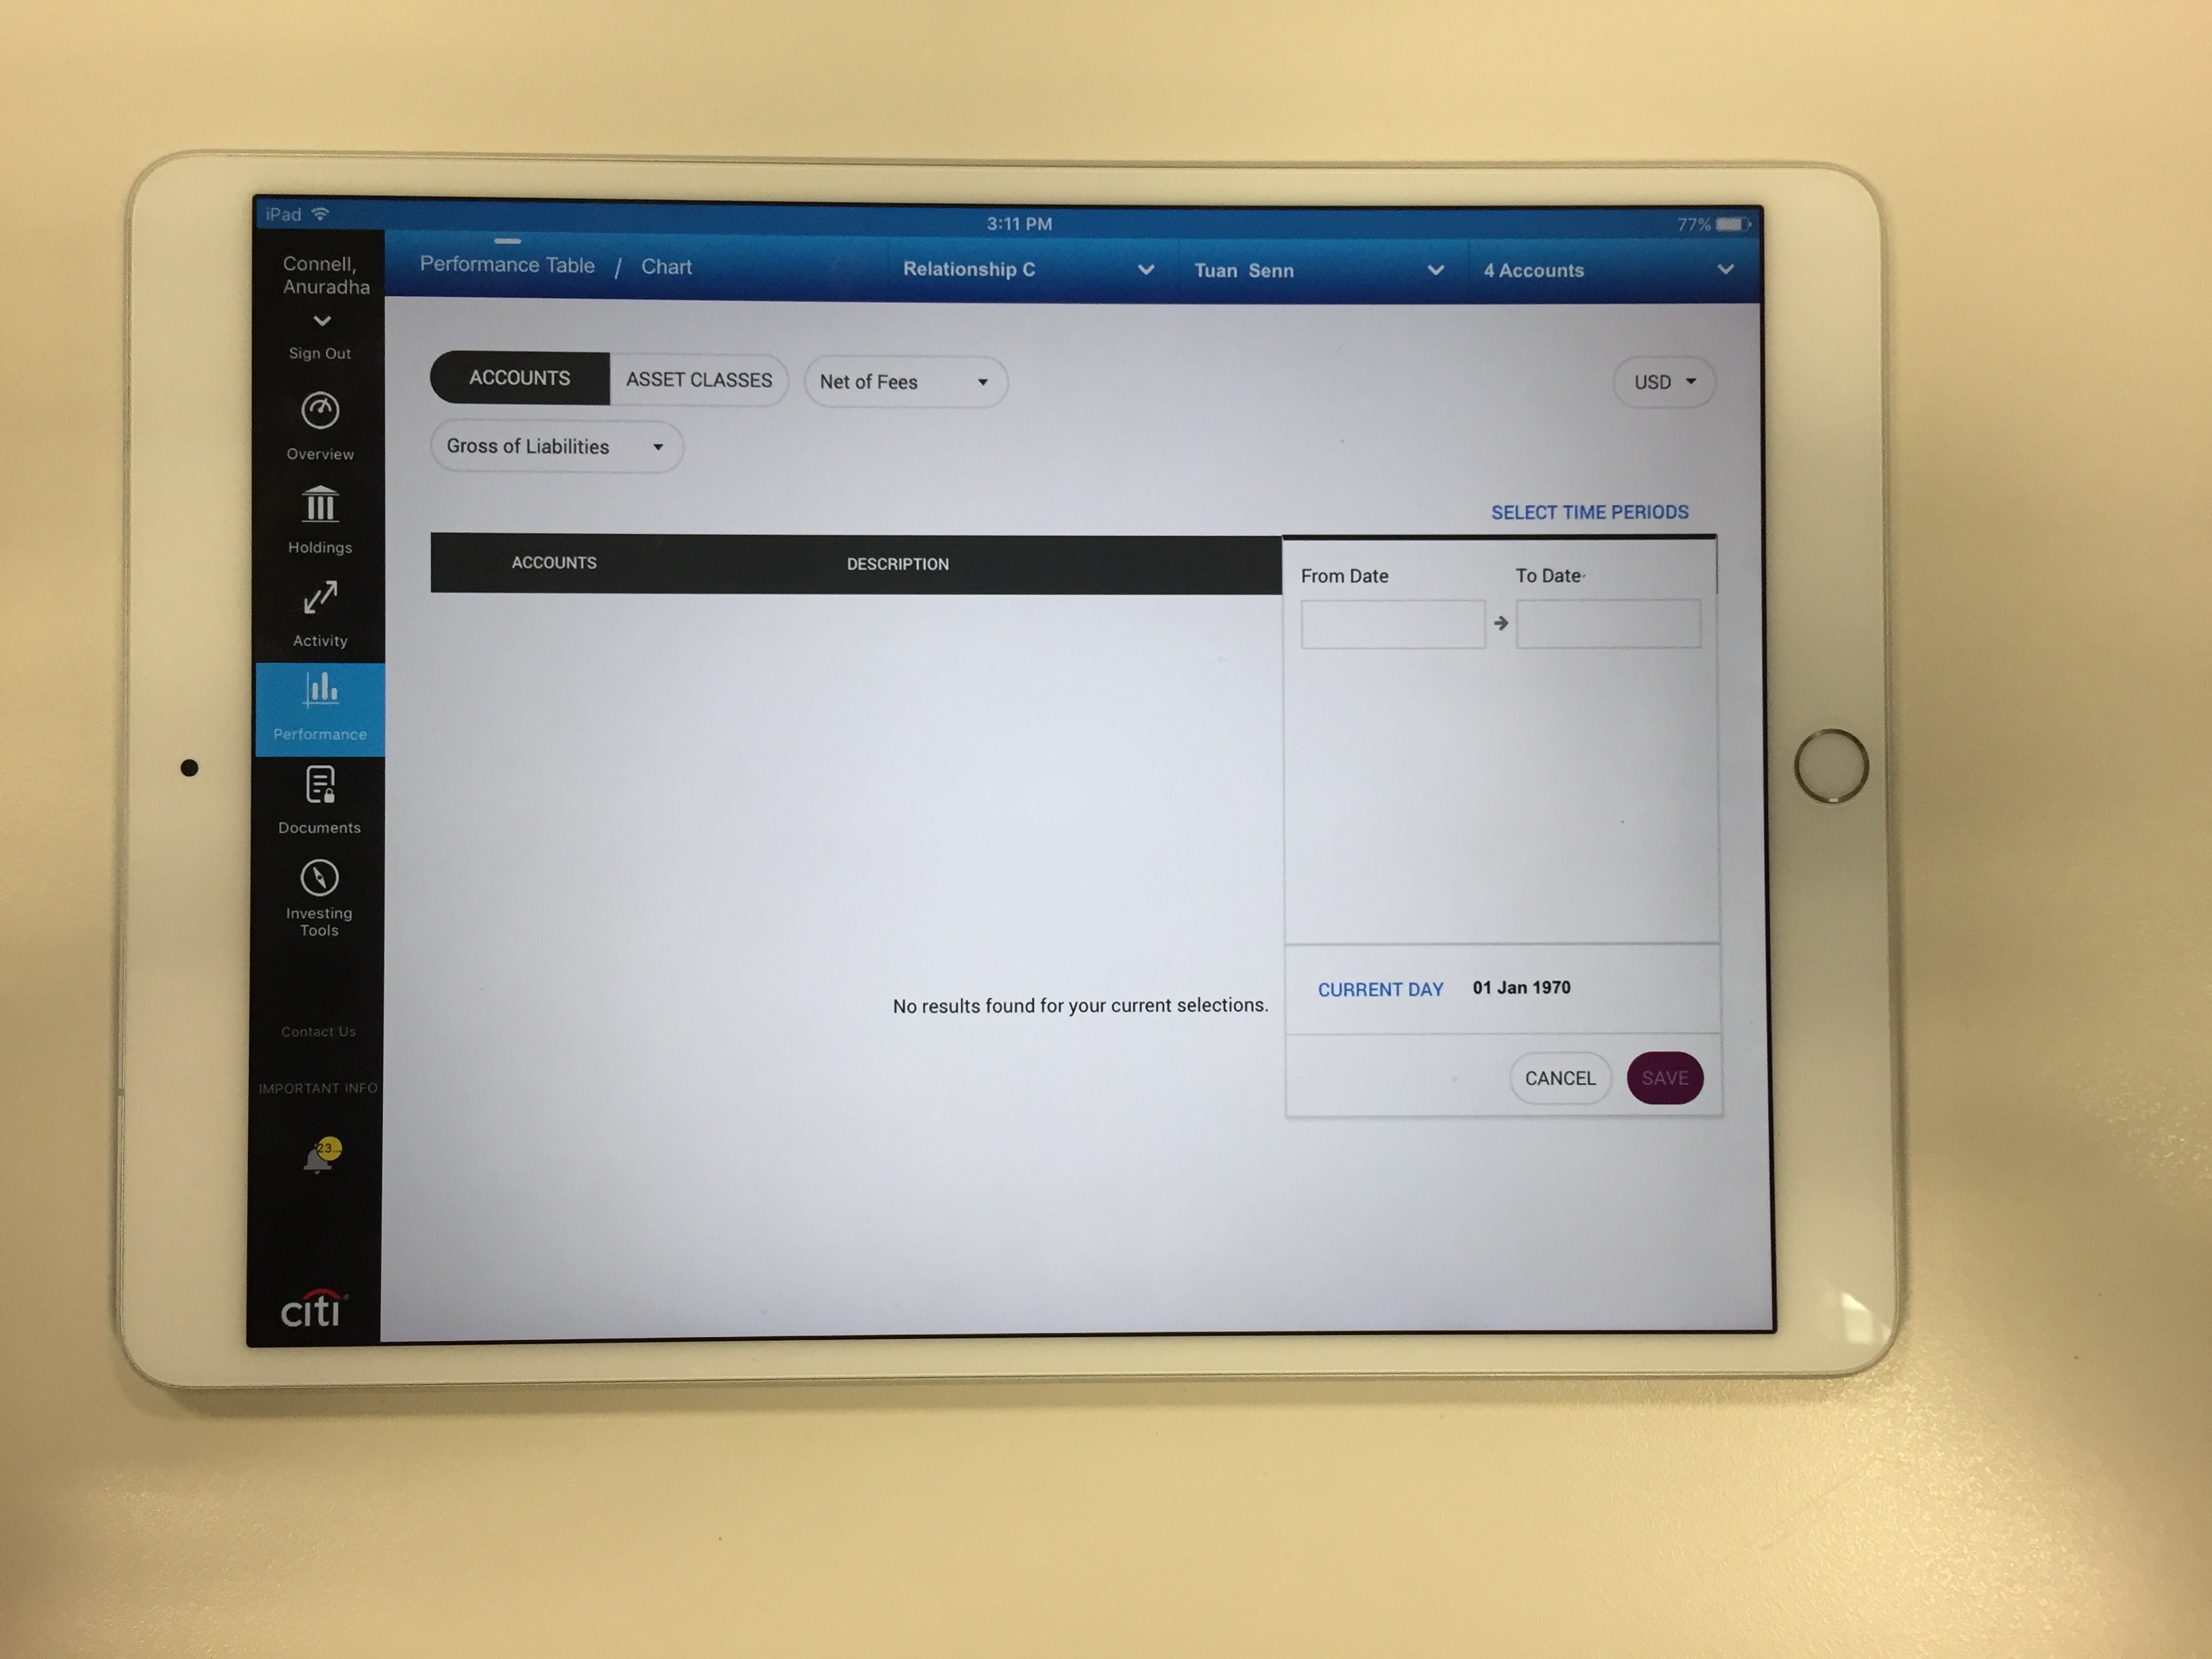 iPad
3:11 PM
77%
Connell,
Anuradha
Sign Out
Overview
Holdings
Activity
Performance
Documents
Investing
Tools
Contact Us
IMPORTANT INFO
23
citi
Performance Table / Chart
Relationship C
Tuan Senn
4 Accounts
ACCOUNTS
ASSET CLASSES
Net of Fees
USD
Gross of Liabilities
SELECT TIME PERIODS
ACCOUNTS
DESCRIPTION
From Date
To Date
No results found for your current selections.
CURRENT DAY
01 Jan 1970
CANCEL
SAVE